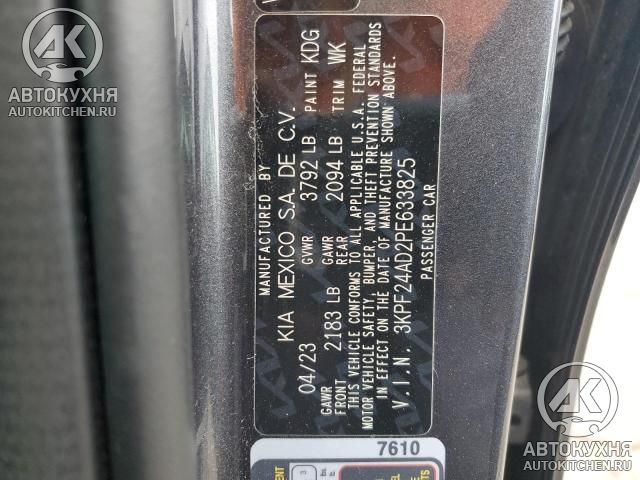 АВТОКУХНЯ
AUTOKITCHEN.RU
MANUFACTURED BY
KIA MEXICO S.A. DE C.V.
04/23 GVWR 3792 LB PAINT KDG
GAWR FRONT 2183 LB GAWR REAR 2094 LB TRIM WK
THIS VEHICLE CONFORMS TO ALL APPLICABLE U.S.A. FEDERAL
MOTOR VEHICLE SAFETY, BUMPER, AND THEFT PREVENTION STANDARDS
IN EFFECT ON THE DATE OF MANUFACTURE SHOWN ABOVE.
V.I.N. 3KPF24AD2PE633825
PASSENGER CAR
7610
АВТОКУХНЯ
AUTOKITCHEN.RU